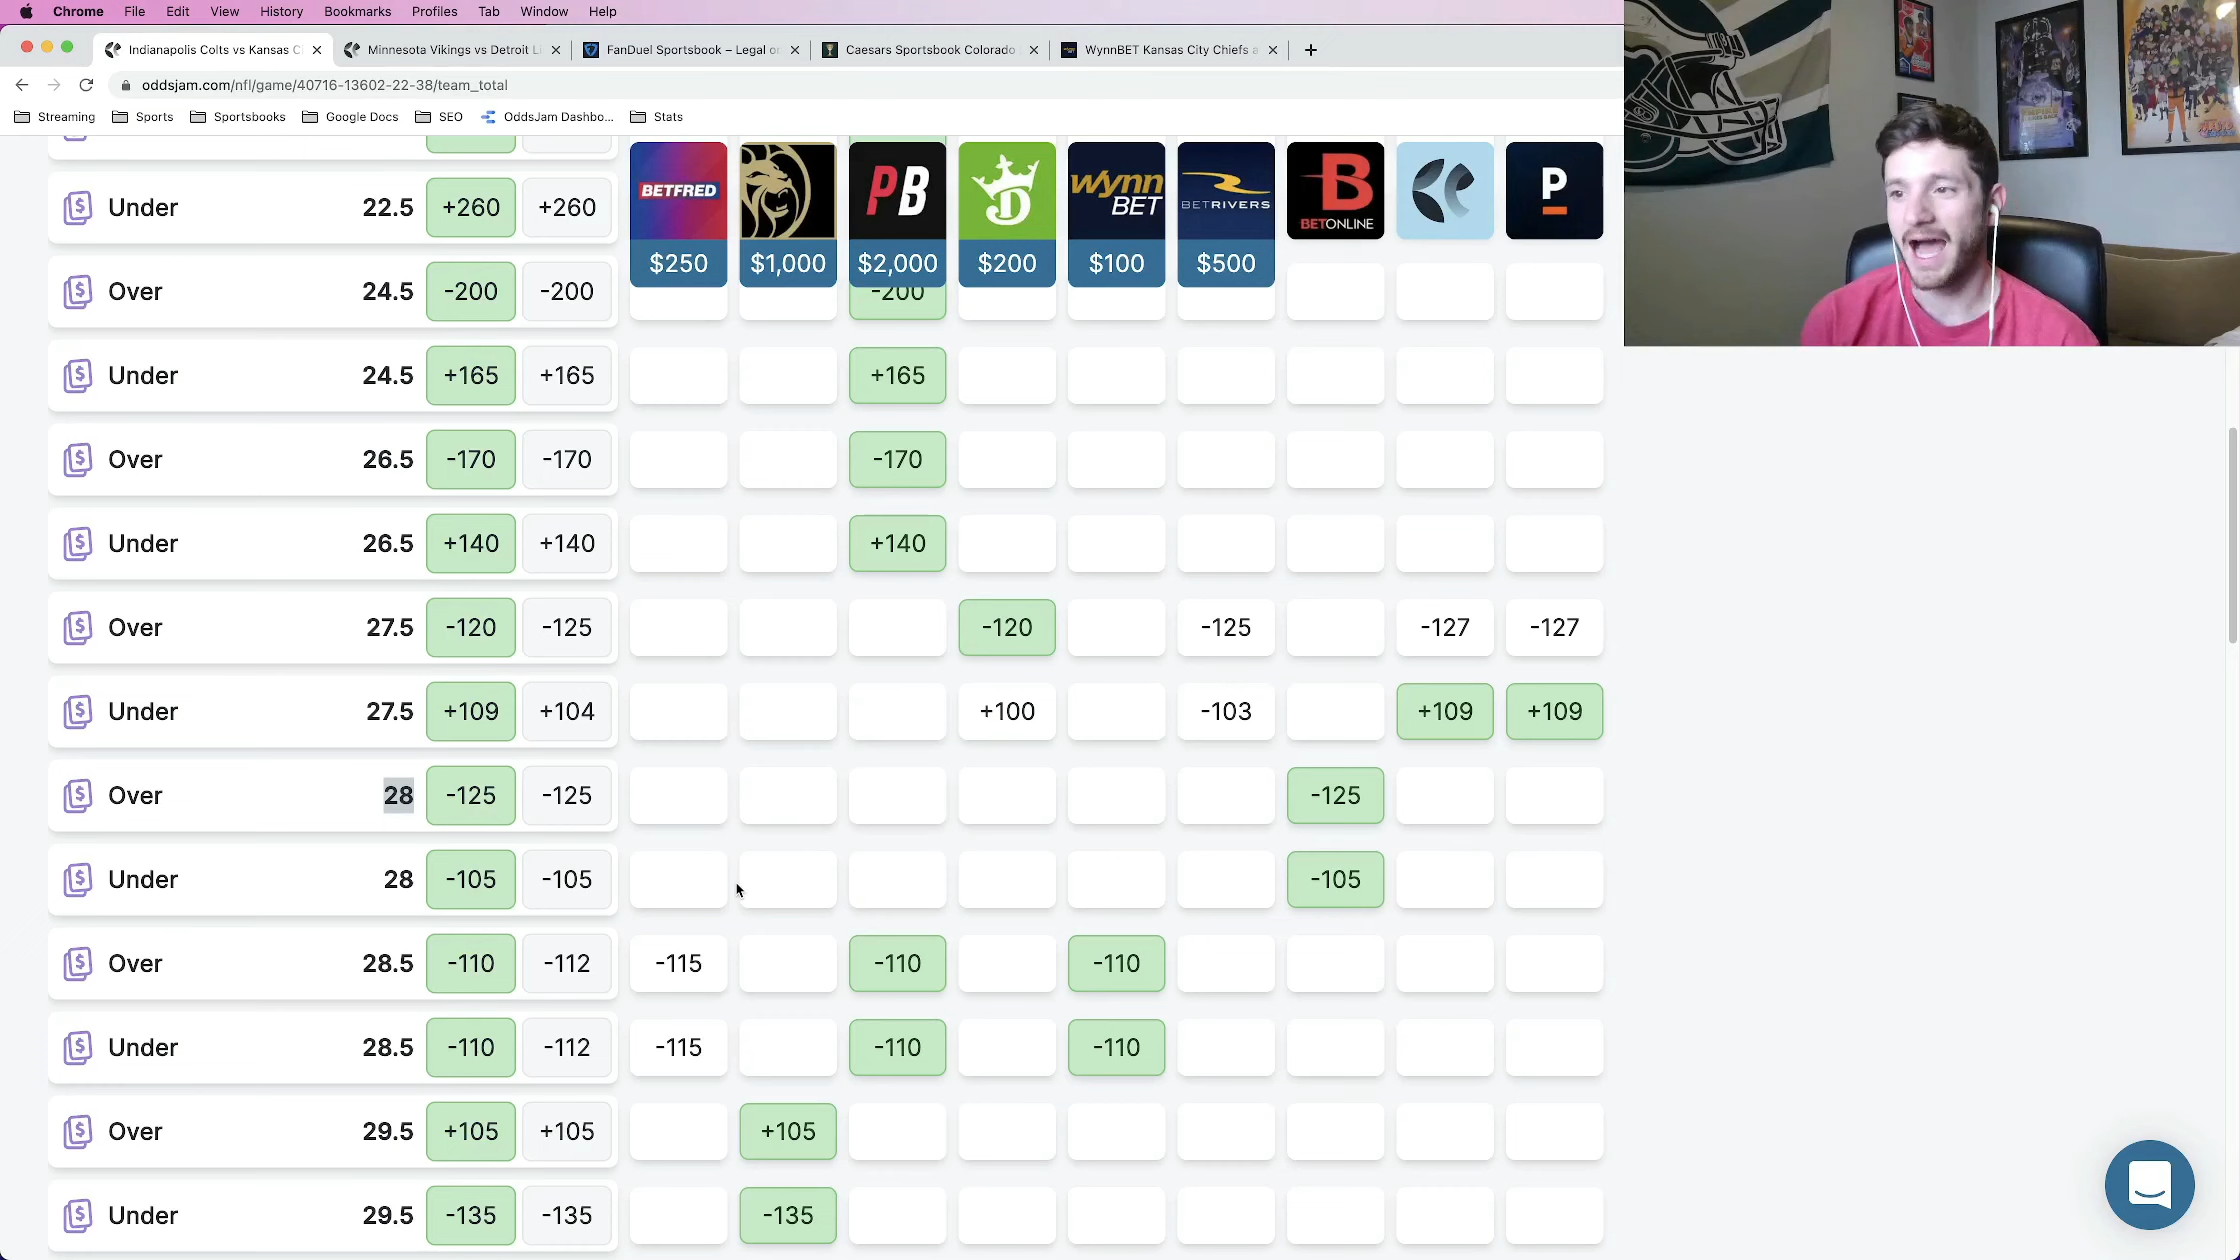 Chrome File Edit View History Bookmarks Profiles Tab Window Help
Indianapolis Colts vs Kansas C
Minnesota Vikings vs Detroit Li
FanDuel Sportsbook – Legal on
Caesars Sportsbook Colorado
WynnBET Kansas City Chiefs a
oddsjam.com/nfl/game/40716-13602-22-38/team_total
Streaming Sports Sportsbooks Google Docs SEO OddsJam Dashbo... Stats
BETFRED PB WynnBET BETRIVERS B BETONLINE P
$250 $1,000 $2,000 $200 $100 $500
Under 22.5 +260 +260
Over 24.5 -200 -200 -200
Under 24.5 +165 +165 +165
Over 26.5 -170 -170 -170
Under 26.5 +140 +140 +140
Over 27.5 -120 -125 -120 -125 -127 -127
Under 27.5 +109 +104 +100 -103 +109 +109
Over 28 -125 -125 -125
Under 28 -105 -105 -105
Over 28.5 -110 -112 -115 -110 -110
Under 28.5 -110 -112 -115 -110 -110
Over 29.5 +105 +105 +105
Under 29.5 -135 -135 -135